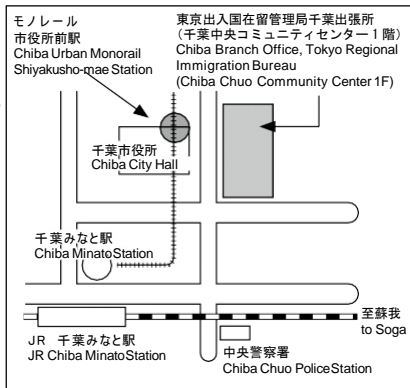 モノレール
市役所前駅
Chiba Urban Monorail
Shiyakusho-mae Station
東京出入国在留管理局千葉出張所
(千葉中央コミュニティセンター1階)
Chiba Branch Office, Tokyo Regional
Immigration Bureau
(Chiba Chuo Community Center 1F)
千葉市役所
Chiba City Hall
千葉みなと駅
Chiba Minato Station
至蘇我
to Soga
JR 千葉みなと駅
JR Chiba Minato Station
中央警察署
Chiba Chuo Police Station